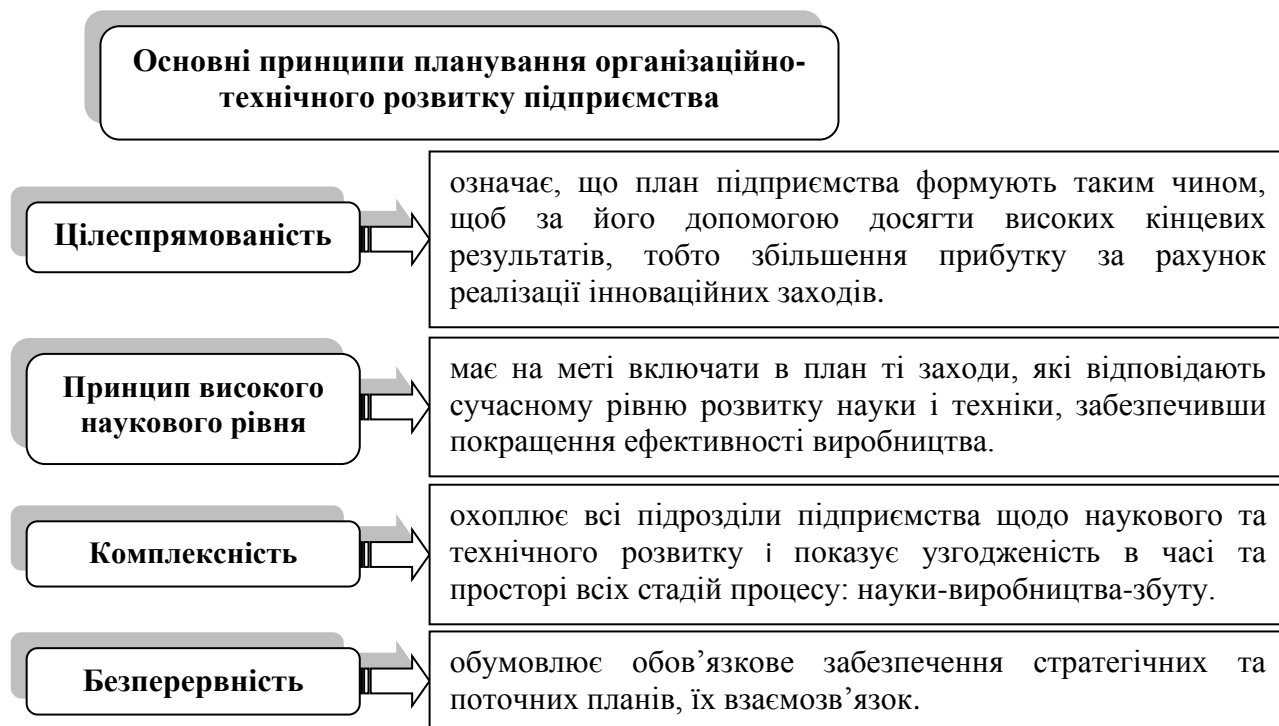 Основні принципи планування організаційно-
технічного розвитку підприємства
Цілеспрямованість
означає, що план підприємства формують таким чином,
щоб за його допомогою досягти високих кінцевих
результатів, тобто збільшення прибутку за рахунок
реалізації інноваційних заходів.
Принцип високого
наукового рівня
має на меті включати в план ті заходи, які відповідають
сучасному рівню розвитку науки і техніки, забезпечивши
покращення ефективності виробництва.
Комплексність
охоплює всі підрозділи підприємства щодо наукового та
технічного розвитку і показує узгодженість в часі та
просторі всіх стадій процесу: науки-виробництва-збуту.
Безперервність
обумовлює обов’язкове забезпечення стратегічних та
поточних планів, їх взаємозв’язок.